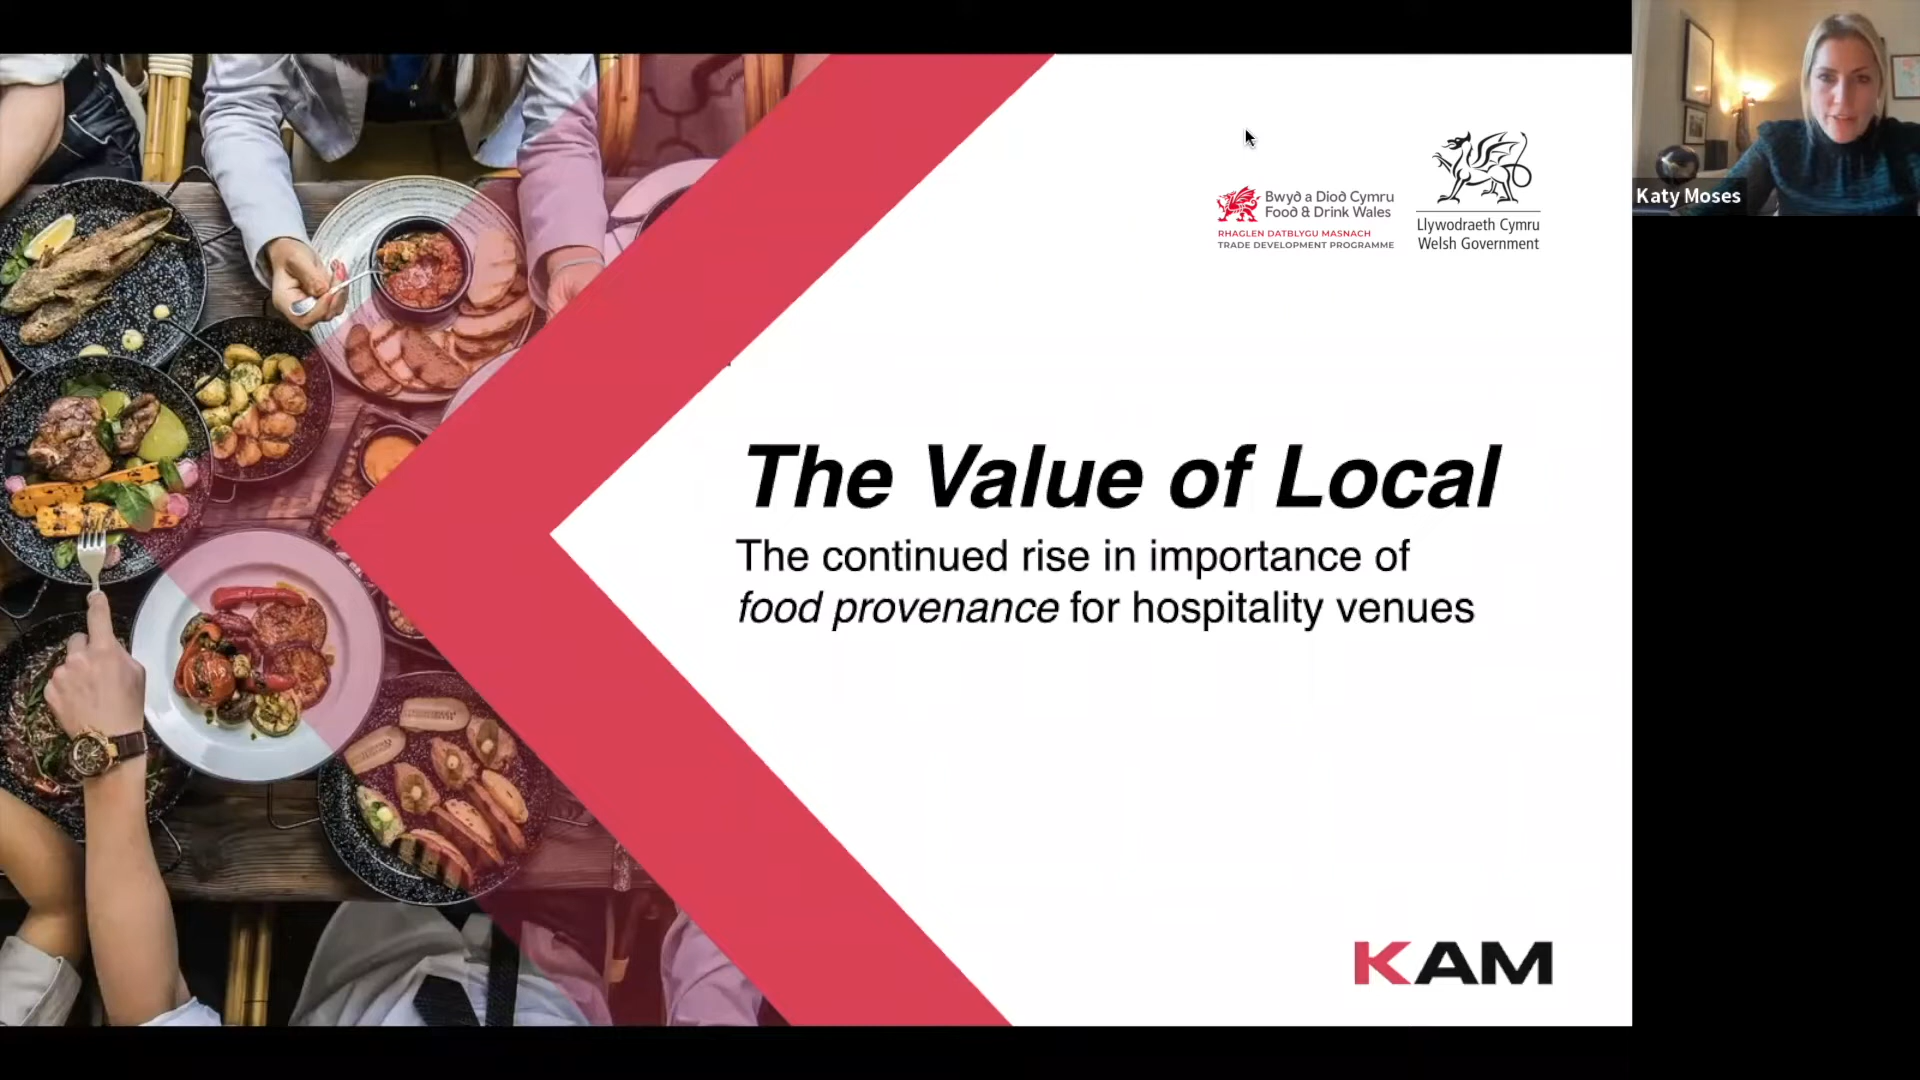 Bwyd a Diod Cymru
Food & Drink Wales
RHAGLEN DATBLYGU MASNACH
TRADE DEVELOPMENT PROGRAMME
Llywodraeth Cymru
Welsh Government
Katy Moses
The Value of Local
The continued rise in importance of
food provenance for hospitality venues
KAM